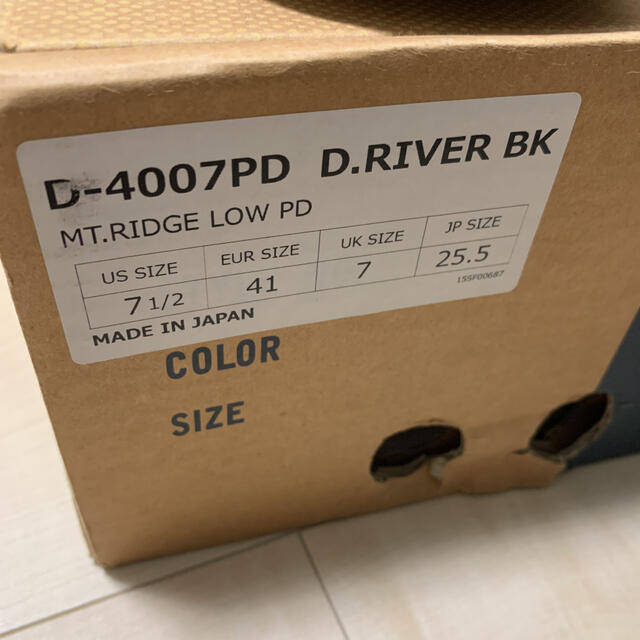 D-4007PD D.RIVER BK
MT.RIDGE LOW PD
US SIZE EUR SIZE UK SIZE JP SIZE
7 1/2 41 7 25.5
15SF00687
MADE IN JAPAN
COLOR
SIZE